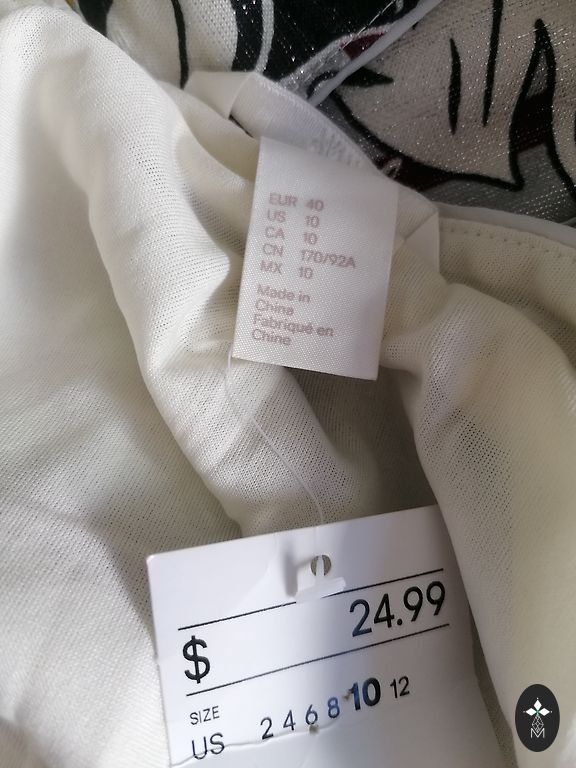 EUR 40
US 10
CA 10
CN 170/92A
MX 10
Made in
China
Fabriqué en
Chine
$ 24.99
SIZE
US 2 4 6 8 10 12
M